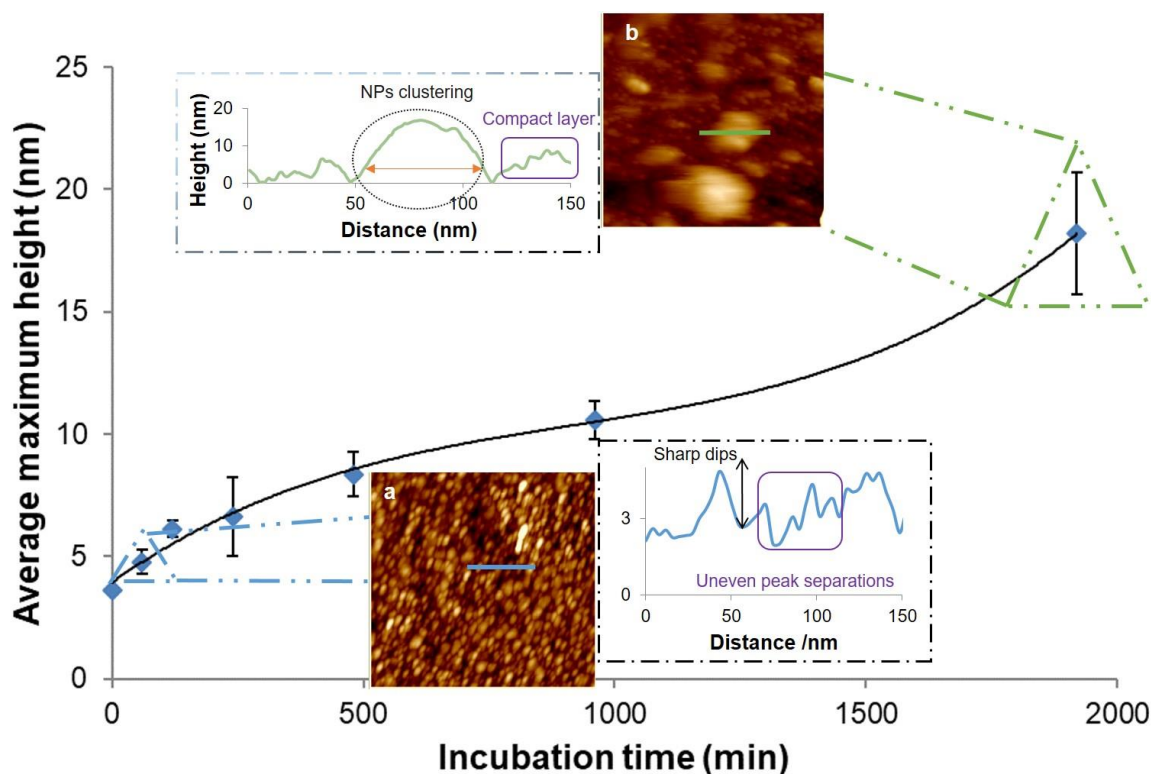 Average maximum height (nm)
25
20
15
10
5
0
0
500
1000
1500
2000
Incubation time (min)
Height (nm)
20
10
0
NPs clustering
Compact layer
0
50
100
150
Distance (nm)
b
a
Sharp dips
3
0
Uneven peak separations
0
50
100
150
Distance /nm